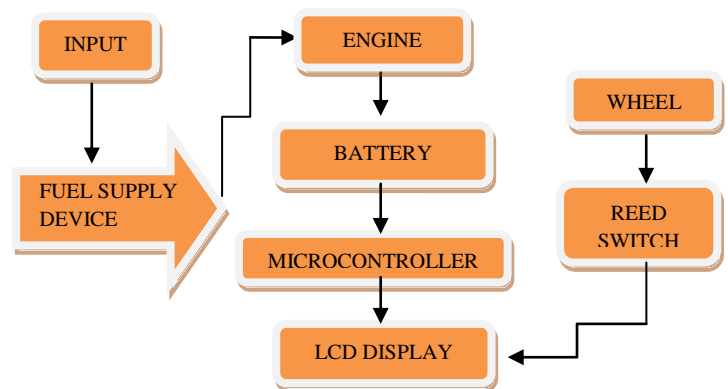 INPUT
ENGINE
WHEEL
BATTERY
FUEL SUPPLY
DEVICE
REED
SWITCH
MICROCONTROLLER
LCD DISPLAY